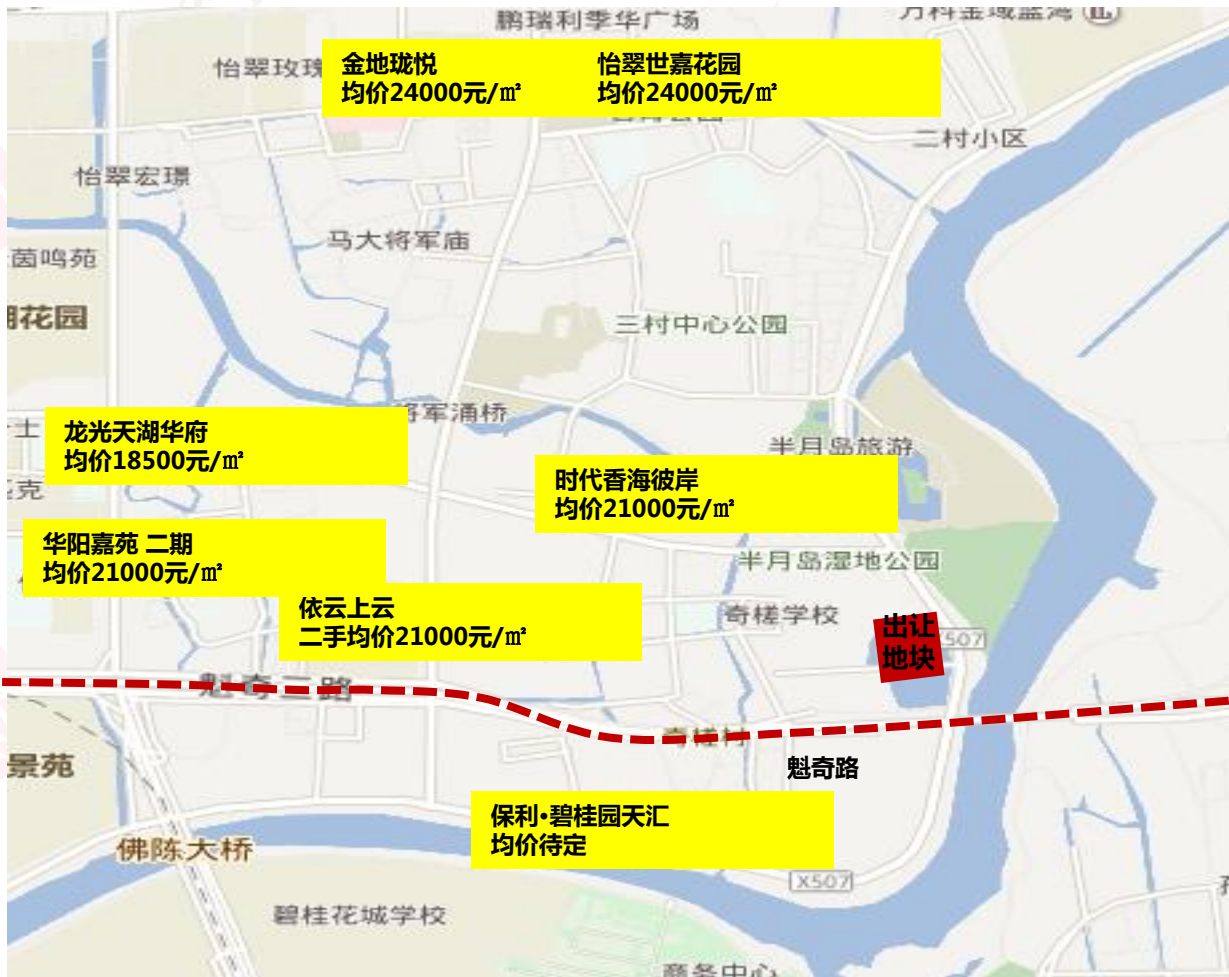 鹏瑞利季华广场
万科金域蓝湾
怡翠玫瑰
金地珑悦
均价24000元/㎡
怡翠世嘉花园
均价24000元/㎡
二村小区
怡翠宏璟
马大将军庙
茵鸣苑
花园
三村中心公园
将军涌桥
士
龙光天湖华府
均价18500元/㎡
半月岛旅游
克
时代香海彼岸
均价21000元/㎡
华阳嘉苑 二期
均价21000元/㎡
半月岛湿地公园
依云上云
二手均价21000元/㎡
奇槎学校
出让
地块
507
魁奇二路
奇槎村
景苑
魁奇路
保利·碧桂园天汇
均价待定
佛陈大桥
X507
碧桂花城学校
商务中心